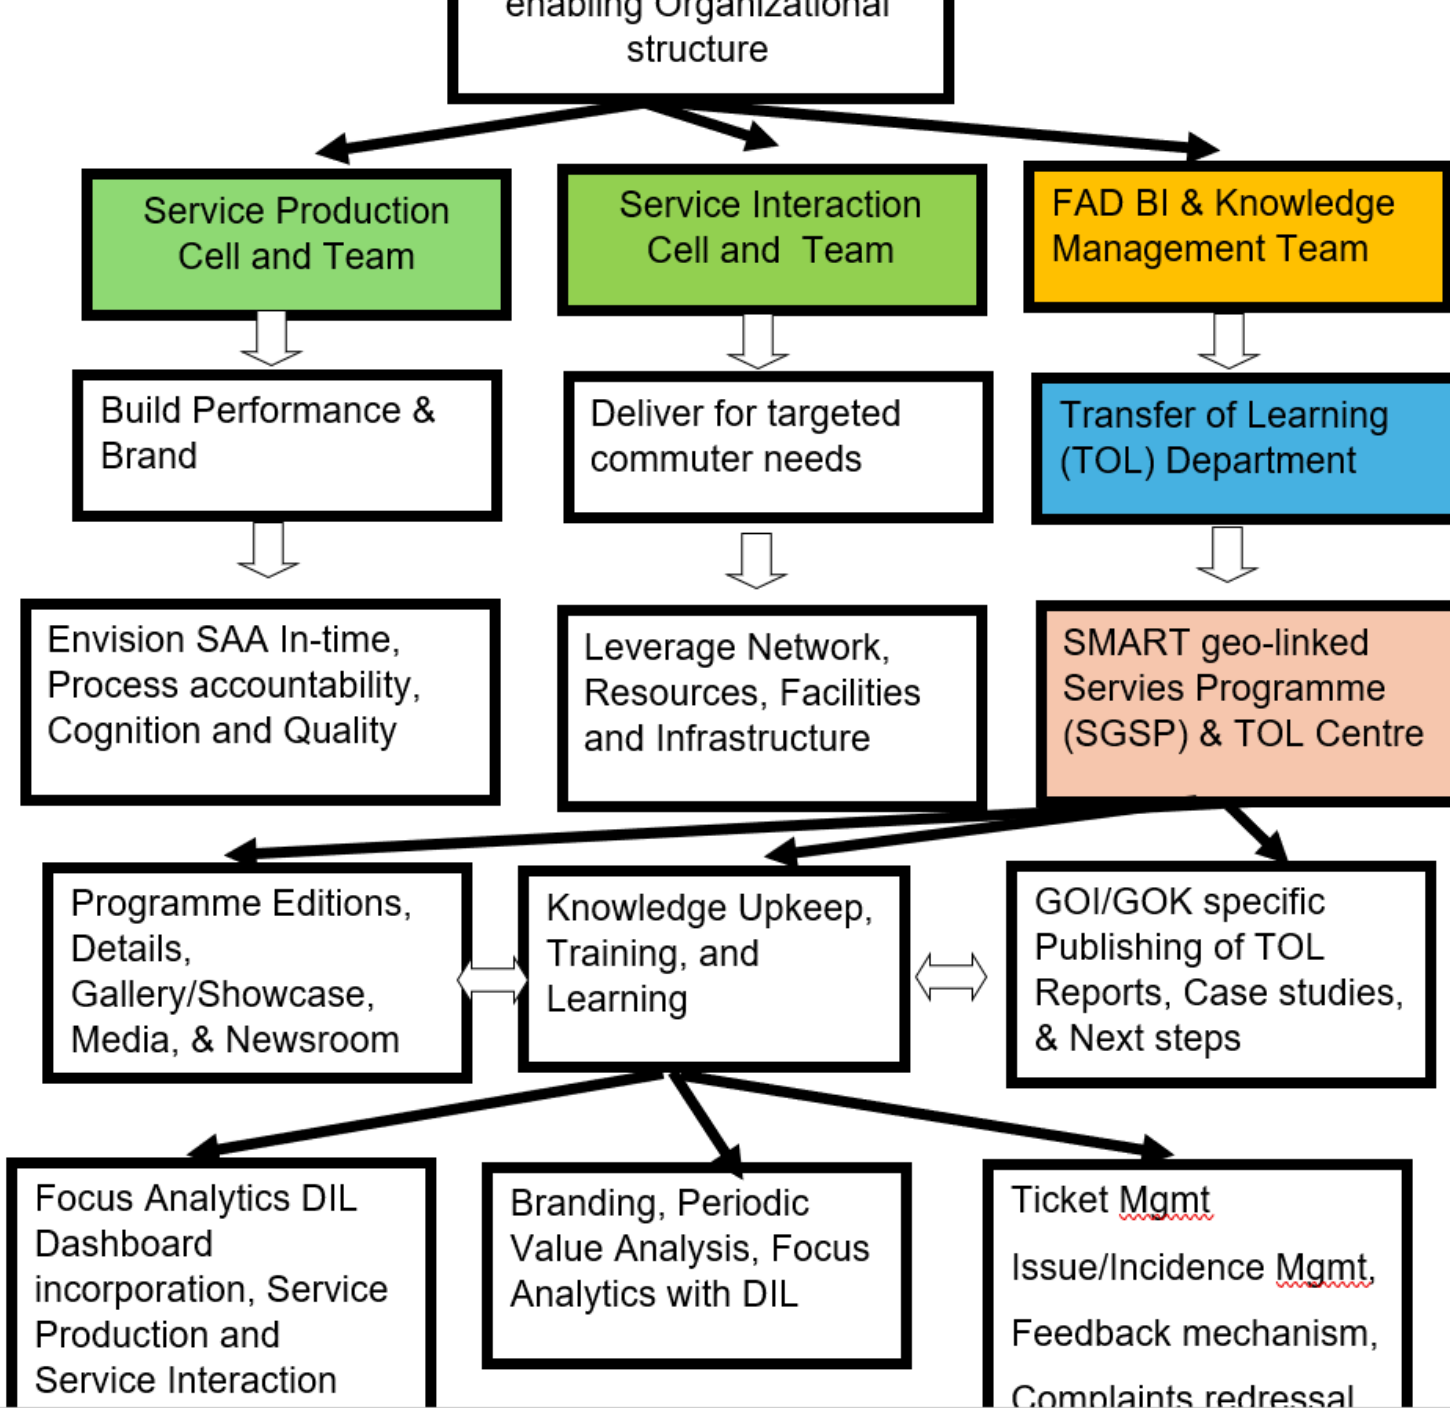 enabling Organizational
structure
Service Production
Cell and Team
Service Interaction
Cell and  Team
FAD BI & Knowledge
Management Team
Build Performance &
Brand
Deliver for targeted
commuter needs
Transfer of Learning
(TOL) Department
Envision SAA In-time,
Process accountability,
Cognition and Quality
Leverage Network,
Resources, Facilities
and Infrastructure
SMART geo-linked
Servies Programme
(SGSP) & TOL Centre
Programme Editions,
Details,
Gallery/Showcase,
Media, & Newsroom
Knowledge Upkeep,
Training, and
Learning
GOI/GOK specific
Publishing of TOL
Reports, Case studies,
& Next steps
Focus Analytics DIL
Dashboard
incorporation, Service
Production and
Service Interaction
Branding, Periodic
Value Analysis, Focus
Analytics with DIL
Ticket Mgmt
Issue/Incidence Mgmt,
Feedback mechanism,
Complaints redressal